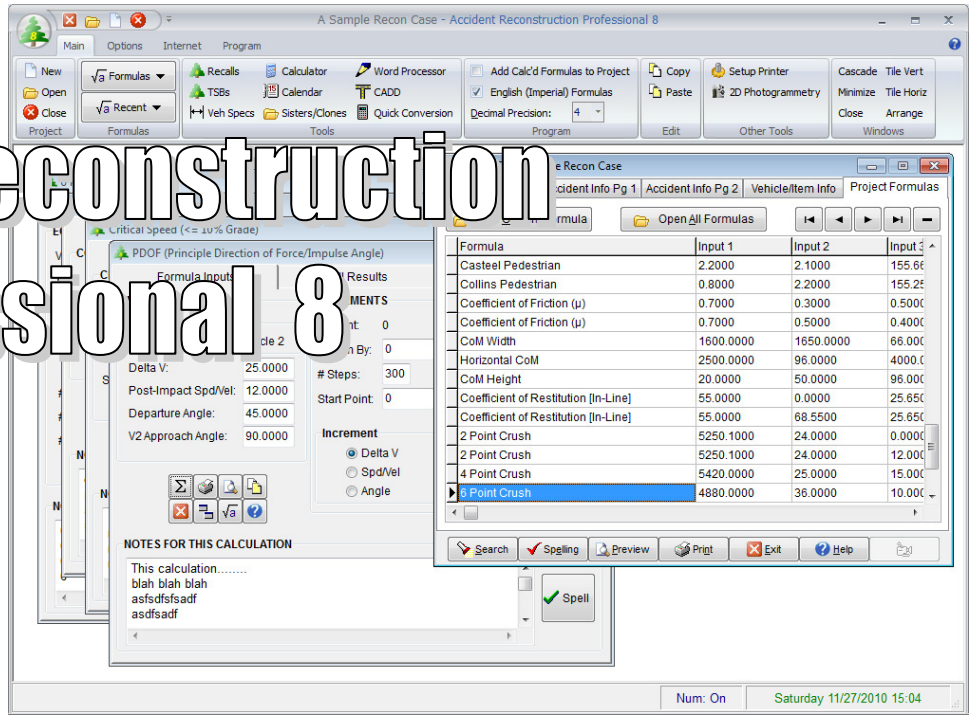 A Sample Recon Case - Accident Reconstruction Professional 8
Main Options Internet Program
New
Open
Close
Project
Formulas
Recent
Formulas
Recalls Calculator Word Processor
TSBs Calendar CADD
Veh Specs Sisters/Clones Quick Conversion
Tools
Add Calc'd Formulas to Project
English (Imperial) Formulas
Decimal Precision: 4
Program
Copy
Paste
Edit
Setup Printer
2D Photogrammetry
Other Tools
Cascade Tile Vert
Minimize Tile Horiz
Close Arrange
Windows
econstruction
sional 8
Critical Speed (<= 10% Grade)
PDOF (Principle Direction of Force/Impulse Angle)
Formula Inputs Results
MENTS
0
By: 0
Delta V: 25.0000
# Steps: 300
Post-Impact Spd/Vel: 12.0000
Start Point: 0
Departure Angle: 45.0000
V2 Approach Angle: 90.0000
Increment
Delta V
Spd/Vel
Angle
NOTES FOR THIS CALCULATION
This calculation........
blah blah blah
asfsdfsfsadf
asdfsadf
Spell
Recon Case
Accident Info Pg 1 Accident Info Pg 2 Vehicle/Item Info Project Formulas
Open All Formulas
Formula Input 1 Input 2 Input 3
Casteel Pedestrian 2.2000 2.1000 155.66
Collins Pedestrian 0.8000 2.2000 155.25
Coefficient of Friction (µ) 0.7000 0.3000 0.5000
Coefficient of Friction (µ) 0.7000 0.5000 0.4000
CoM Width 1600.0000 1650.0000 66.000
Horizontal CoM 2500.0000 96.0000 4000.0
CoM Height 20.0000 50.0000 96.000
Coefficient of Restitution [In-Line] 55.0000 0.0000 25.650
Coefficient of Restitution [In-Line] 55.0000 68.5500 25.650
2 Point Crush 5250.1000 24.0000 0.0000
2 Point Crush 5250.1000 24.0000 12.000
4 Point Crush 5420.0000 25.0000 15.000
6 Point Crush 4880.0000 36.0000 10.000
Search Spelling Preview Print Exit Help
Num: On Saturday 11/27/2010 15:04